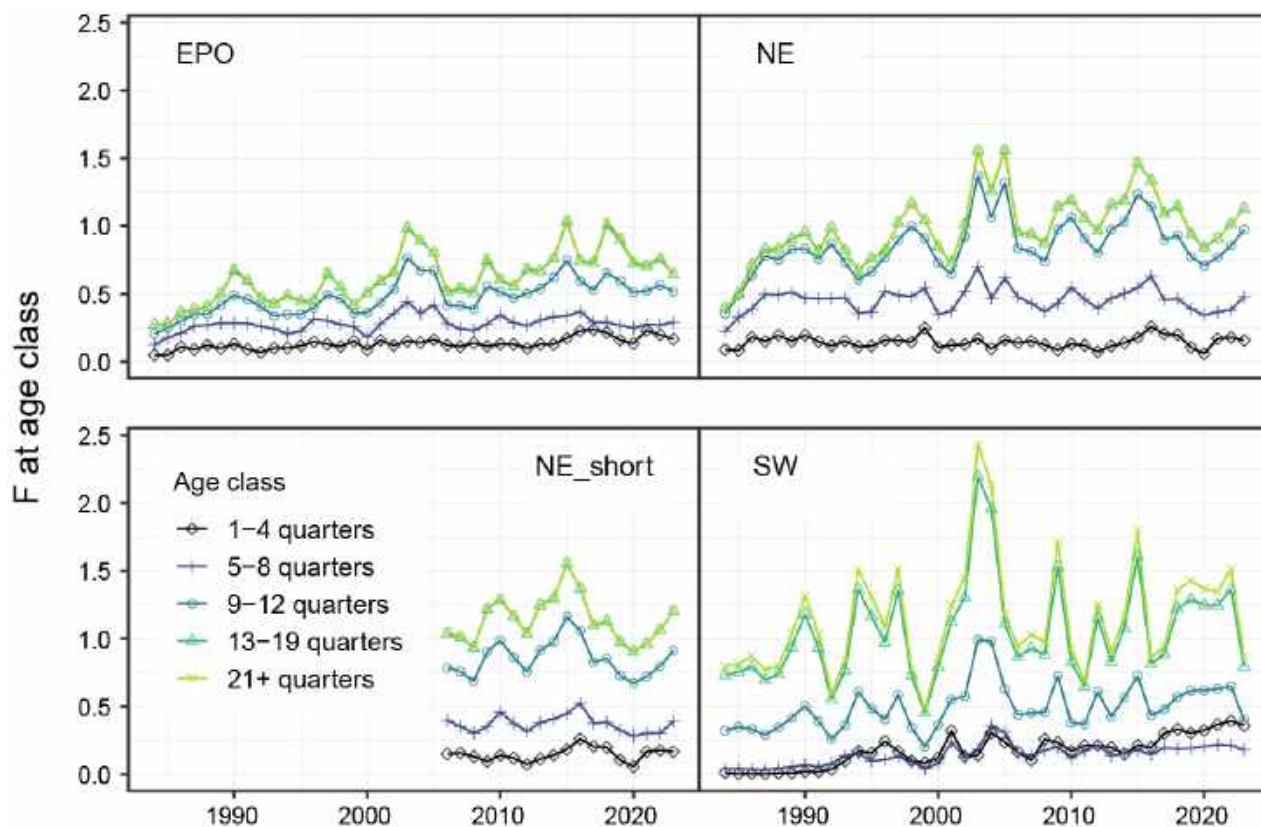 F at age class
2.5
2.0
1.5
1.0
0.5
0.0
EPO
NE
2.5
2.0
1.5
1.0
0.5
0.0
NE_short
SW
Age class
1−4 quarters
5−8 quarters
9−12 quarters
13−19 quarters
21+ quarters
1990 2000 2010 2020 1990 2000 2010 2020